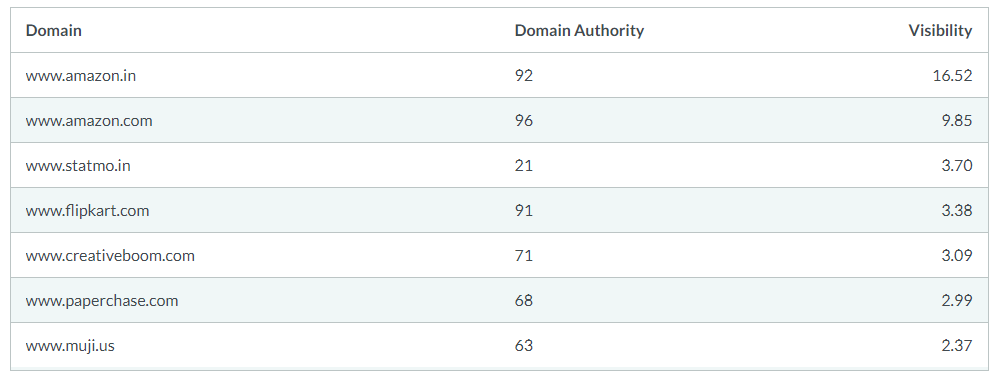 Domain Domain Authority Visibility
www.amazon.in 92 16.52
www.amazon.com 96 9.85
www.statmo.in 21 3.70
www.flipkart.com 91 3.38
www.creativeboom.com 71 3.09
www.paperchase.com 68 2.99
www.muji.us 63 2.37